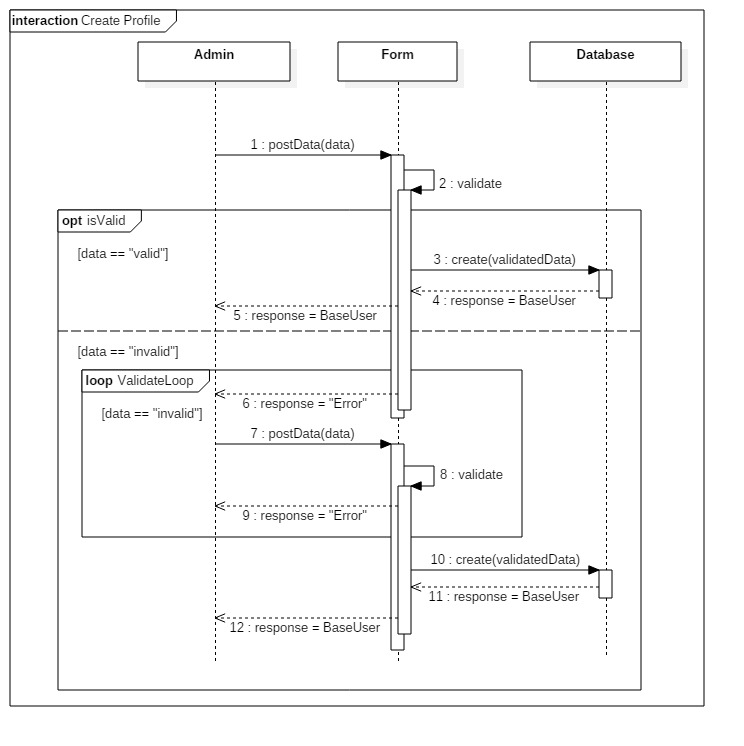 interaction Create Profile
Admin
Form
Database
1 : postData(data)
2 : validate
opt isValid
[data == "valid"]
3 : create(validatedData)
4 : response = BaseUser
5 : response = BaseUser
[data == "invalid"]
loop ValidateLoop
6 : response = "Error"
[data == "invalid"]
7 : postData(data)
8 : validate
9 : response = "Error"
10 : create(validatedData)
11 : response = BaseUser
12 : response = BaseUser